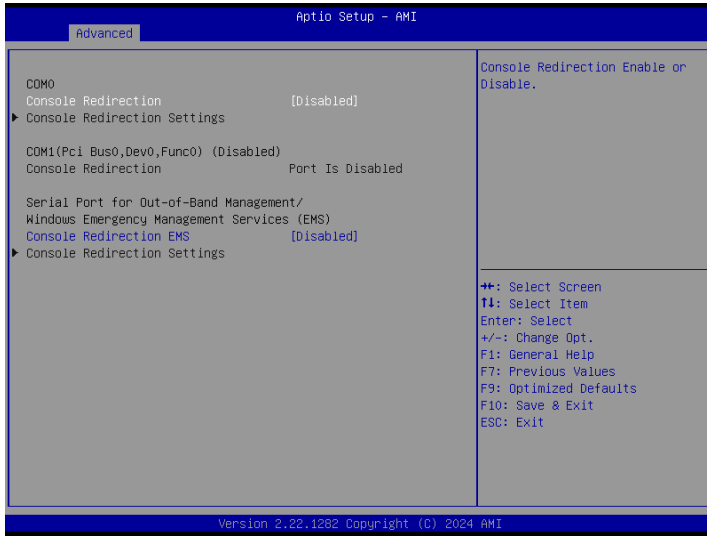 Aptio Setup - AMI
Advanced
COM0
Console Redirection [Disabled]
▶ Console Redirection Settings
COM1(Pci Bus0,Dev0,Func0) (Disabled)
Console Redirection Port Is Disabled
Serial Port for Out-of-Band Management/
Windows Emergency Management Services (EMS)
Console Redirection EMS [Disabled]
▶ Console Redirection Settings
Console Redirection Enable or
Disable.
→←: Select Screen
↑↓: Select Item
Enter: Select
+/-: Change Opt.
F1: General Help
F7: Previous Values
F9: Optimized Defaults
F10: Save & Exit
ESC: Exit
Version 2.22.1282 Copyright (C) 2024 AMI